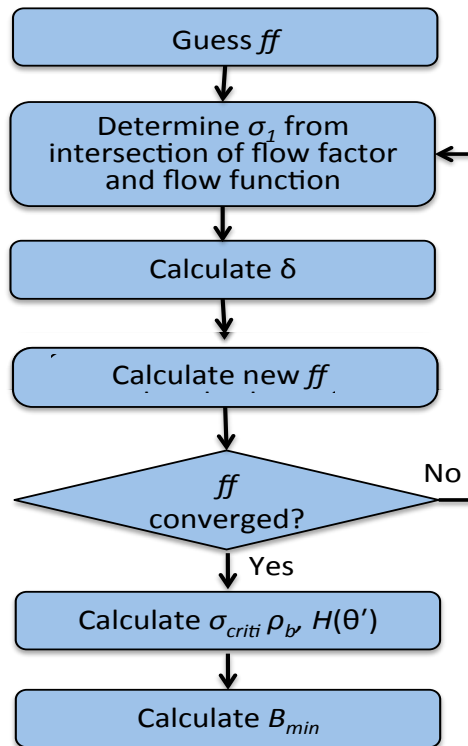 Guess ff
Determine σ1 from
intersection of flow factor
and flow function
Calculate δ
Calculate new ff
ff
converged?
No
Yes
Calculate σcriti ρb, H(θ′)
Calculate Bmin